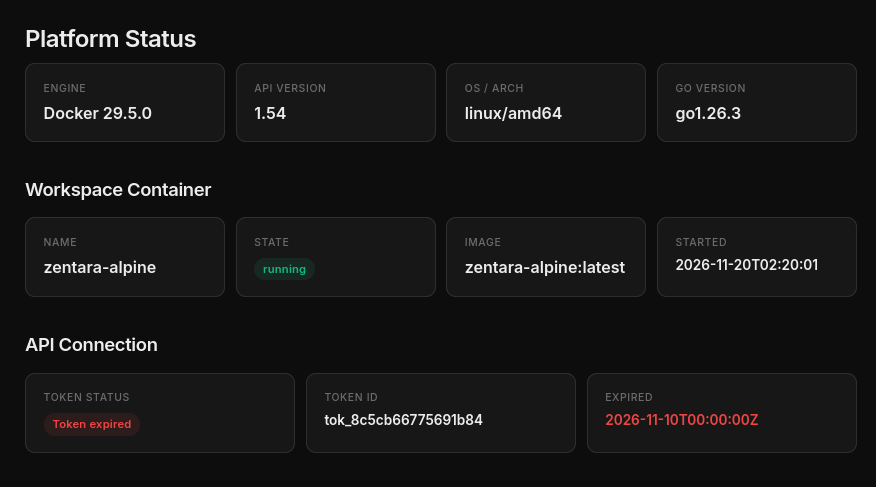 Platform Status
ENGINE
Docker 29.5.0
API VERSION
1.54
OS / ARCH
linux/amd64
GO VERSION
go1.26.3
Workspace Container
NAME
zentara-alpine
STATE
running
IMAGE
zentara-alpine:latest
STARTED
2026-11-20T02:20:01
API Connection
TOKEN STATUS
Token expired
TOKEN ID
tok_8c5cb66775691b84
EXPIRED
2026-11-10T00:00:00Z